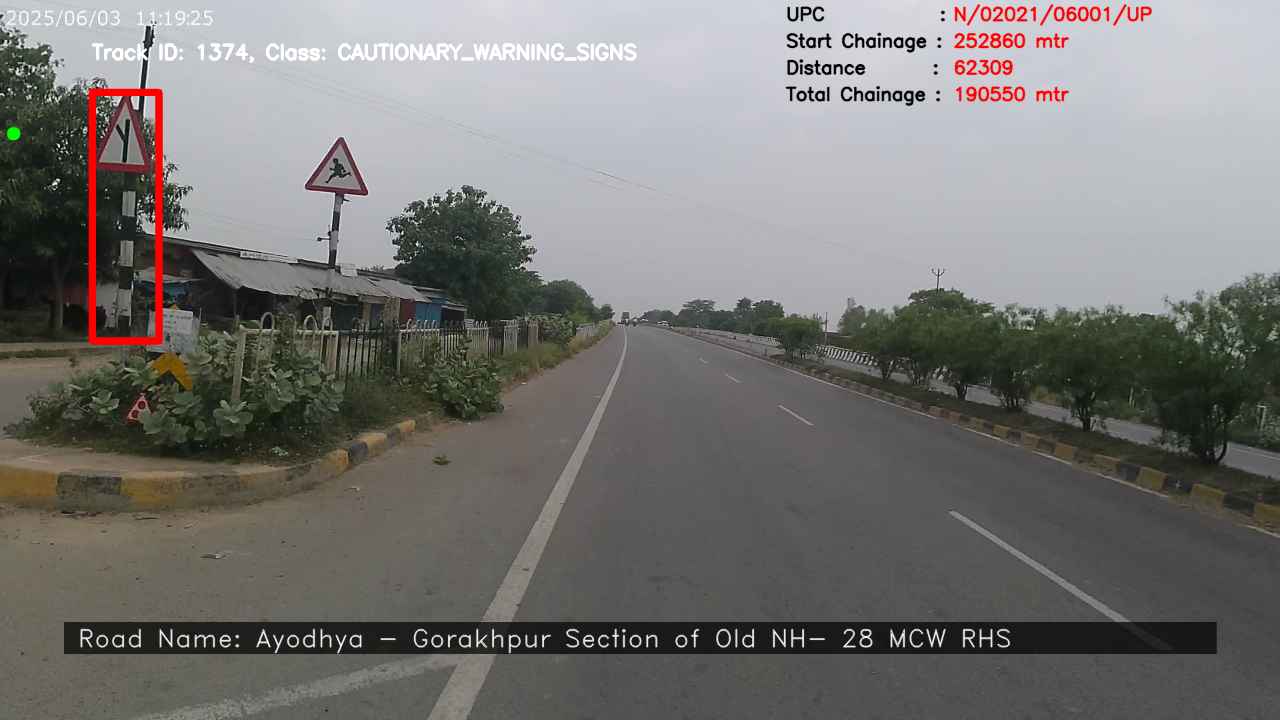 2025/06/03 11:19:25
Track ID: 1374, Class: CAUTIONARY_WARNING_SIGNS
UPC : N/02021/06001/UP
Start Chainage : 252860 mtr
Distance : 62309
Total Chainage : 190550 mtr
Road Name: Ayodhya - Gorakhpur Section of Old NH- 28 MCW RHS